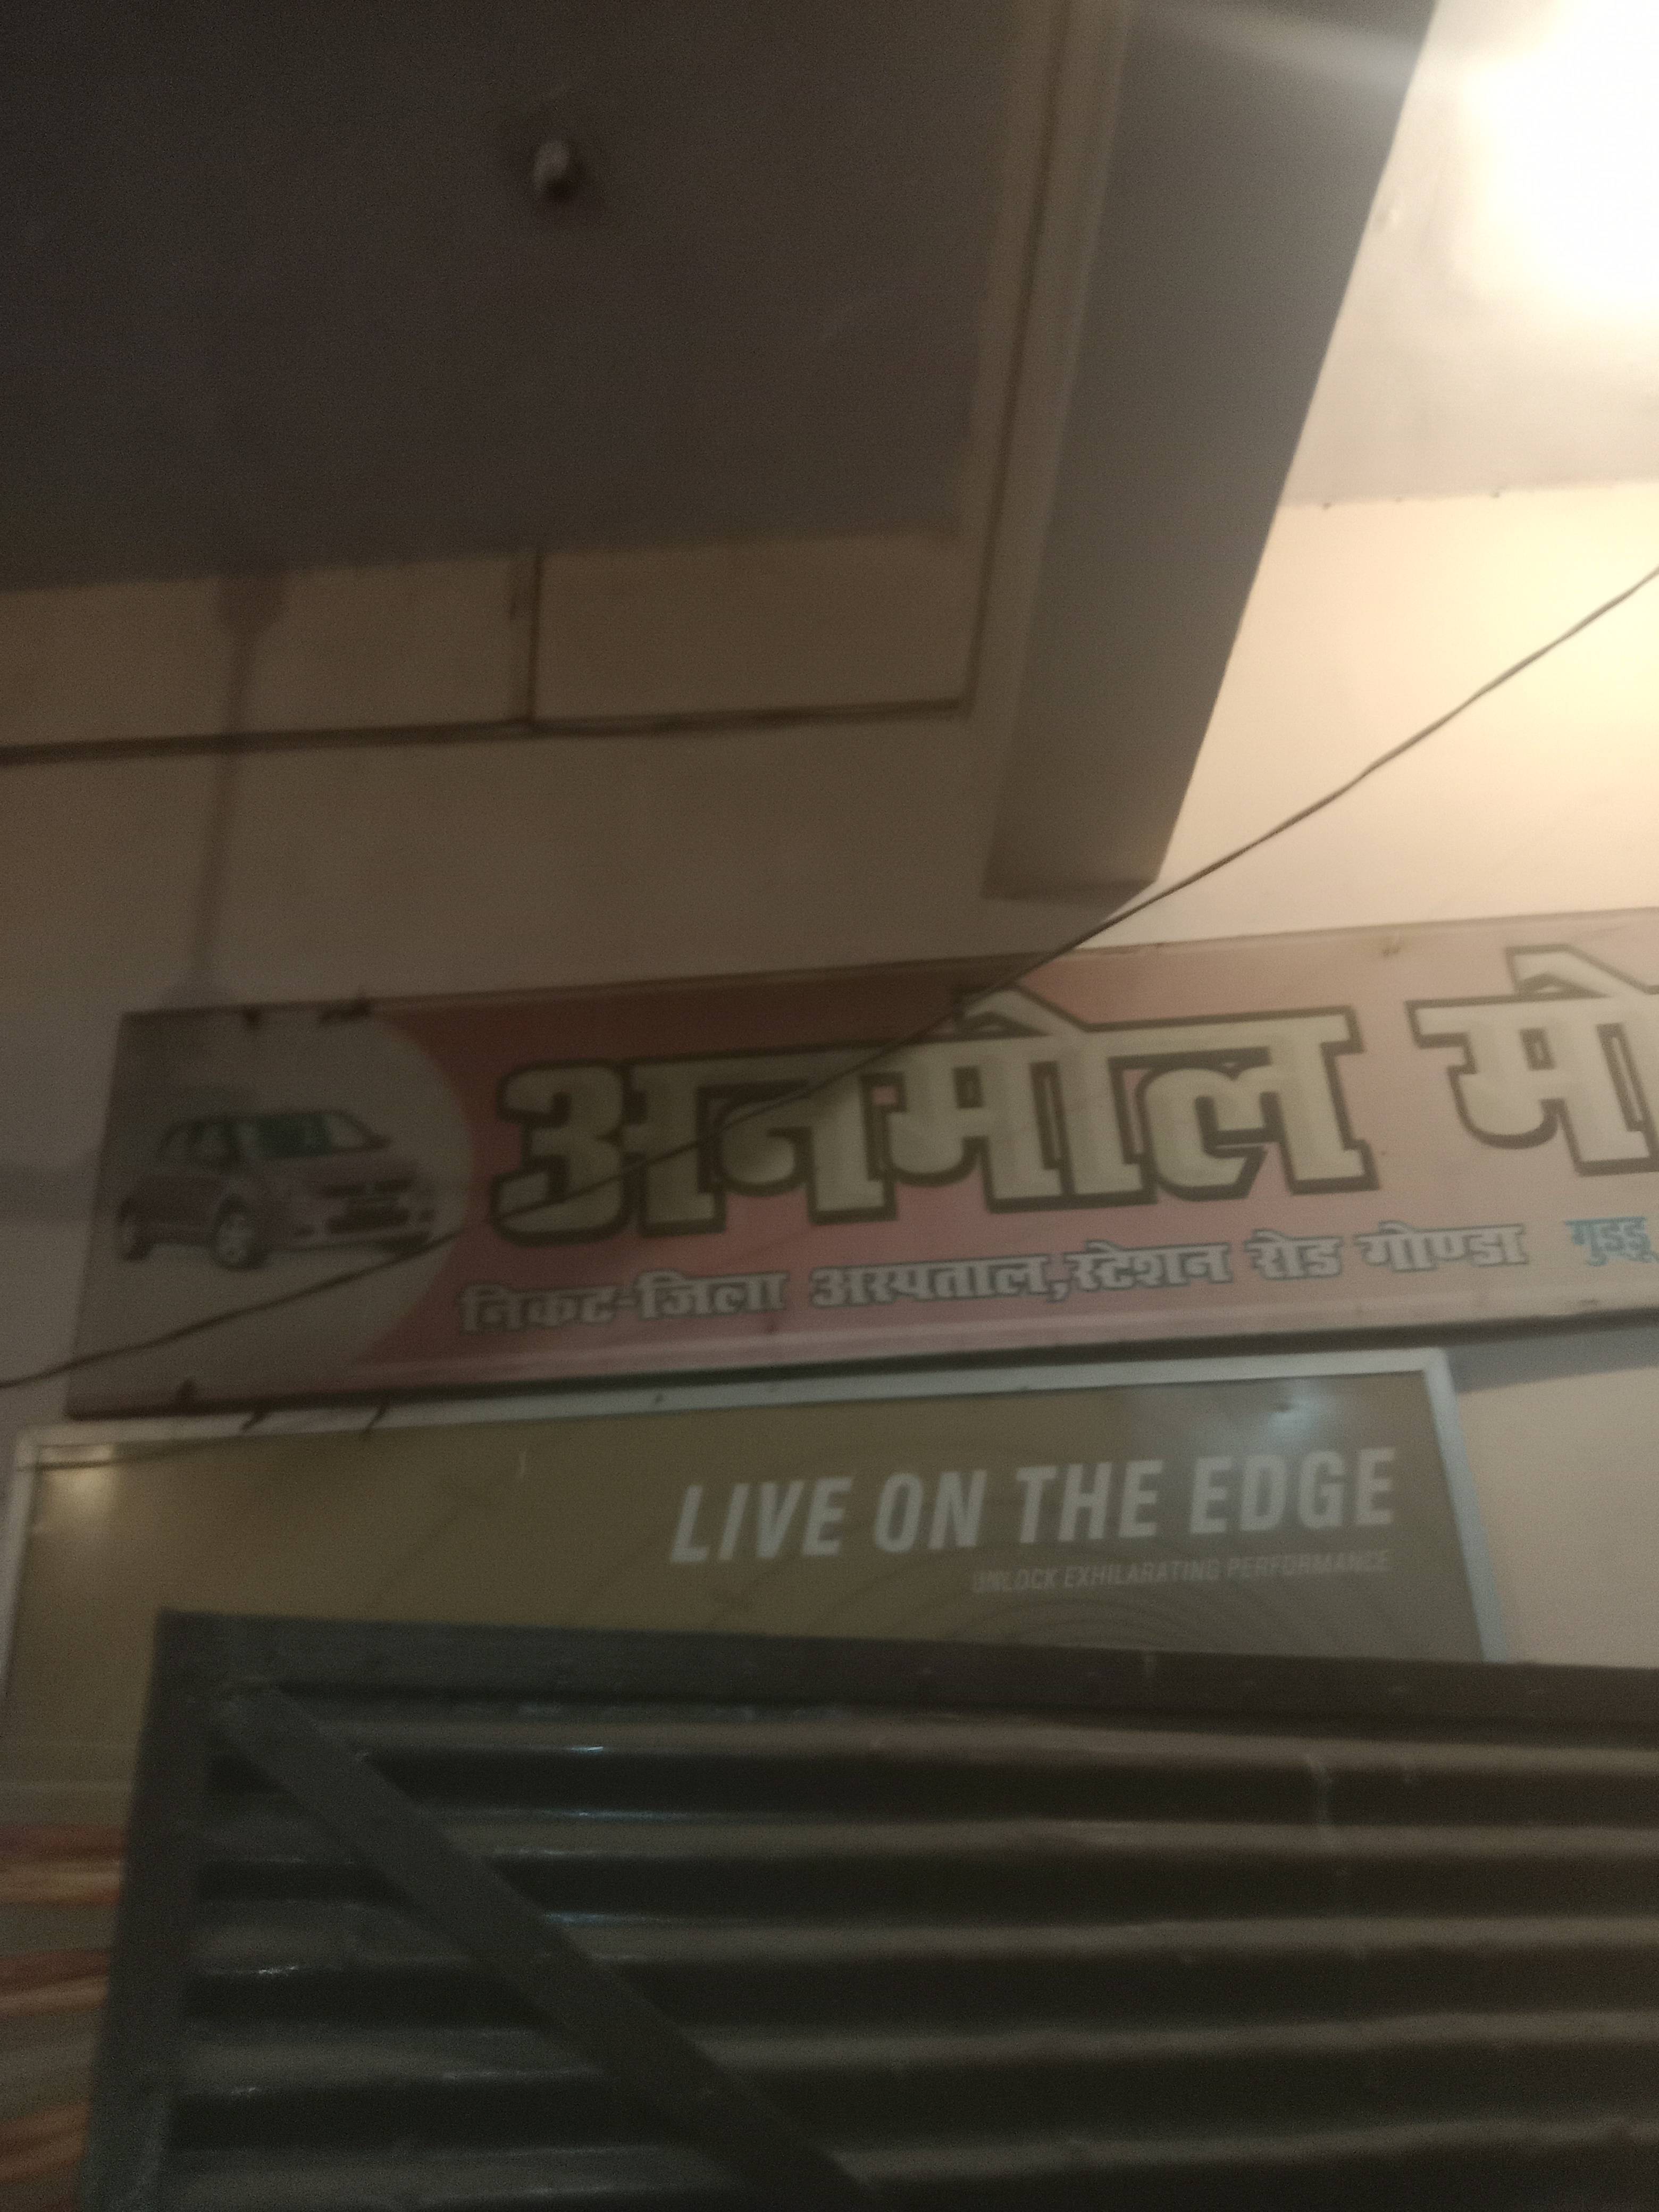 अनमोल मो
निकट-जिला अस्पताल,स्टेशन रोड गोण्डा गुड्डू
LIVE ON THE EDGE
UNLOCK EXHILARATING PERFORMANCE